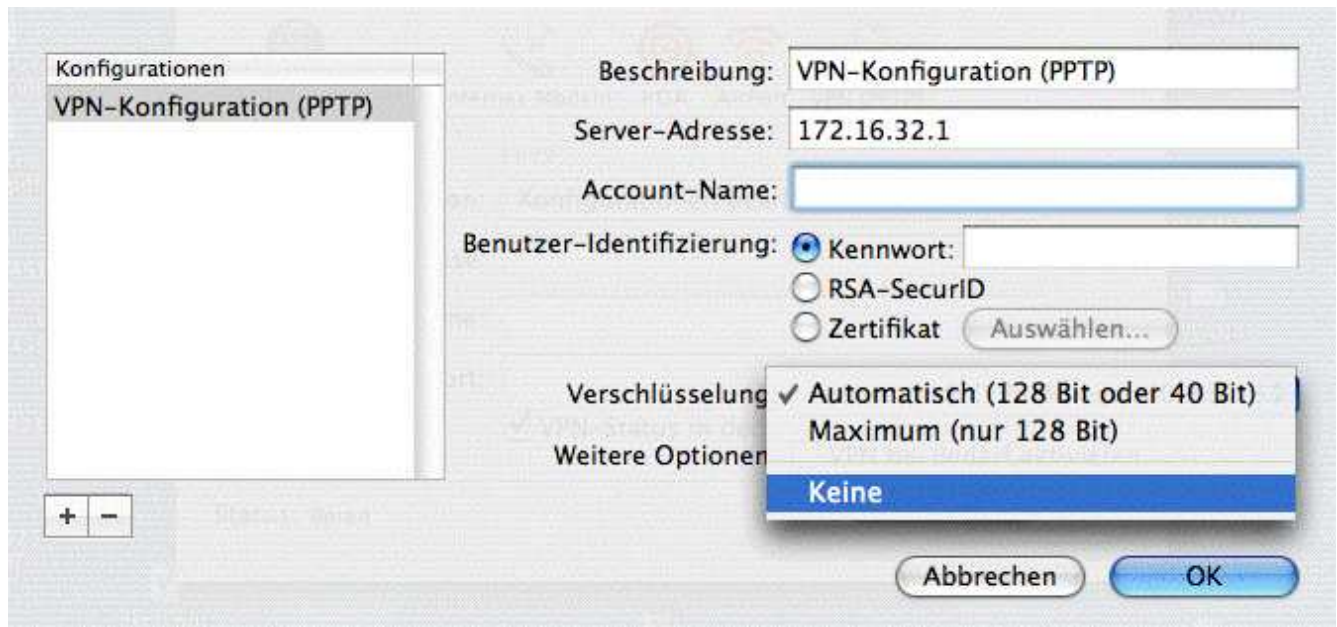 Konfigurationen
VPN-Konfiguration (PPTP)
Beschreibung: VPN-Konfiguration (PPTP)
Server-Adresse: 172.16.32.1
Account-Name:
Benutzer-Identifizierung: Kennwort:
RSA-SecurID
Zertifikat Auswählen...
Verschlüsselung ✓ Automatisch (128 Bit oder 40 Bit)
Maximum (nur 128 Bit)
Weitere Optionen
Keine
+ −
Abbrechen OK